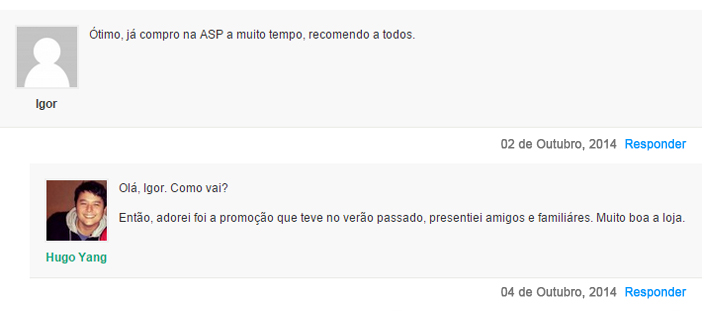 Ótimo, já compro na ASP a muito tempo, recomendo a todos.
Igor
02 de Outubro, 2014 Responder
Olá, Igor. Como vai?
Então, adorei foi a promoção que teve no verão passado, presentiei amigos e familiáres. Muito boa a loja.
Hugo Yang
04 de Outubro, 2014 Responder